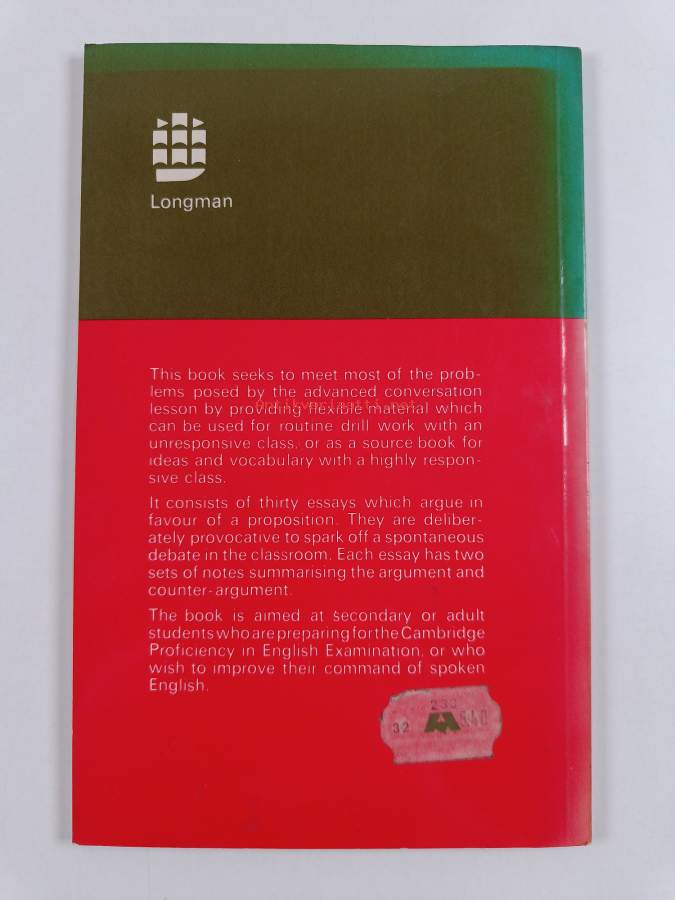 Longman
This book seeks to meet most of the prob-
lems posed by the advanced conversation
antikvariaatti.net
lesson by providing flexible material which
can be used for routine drill work with an
unresponsive class, or as a source book for
ideas and vocabulary with a highly respon-
sive class.
It consists of thirty essays which argue in
favour of a proposition. They are deliber-
ately provocative to spark off a spontaneous
debate in the classroom. Each essay has two
sets of notes summarising the argument and
counter-argument.
The book is aimed at secondary or adult
students who are preparing for the Cambridge
Proficiency in English Examination, or who
wish to improve their command of spoken
English.
32